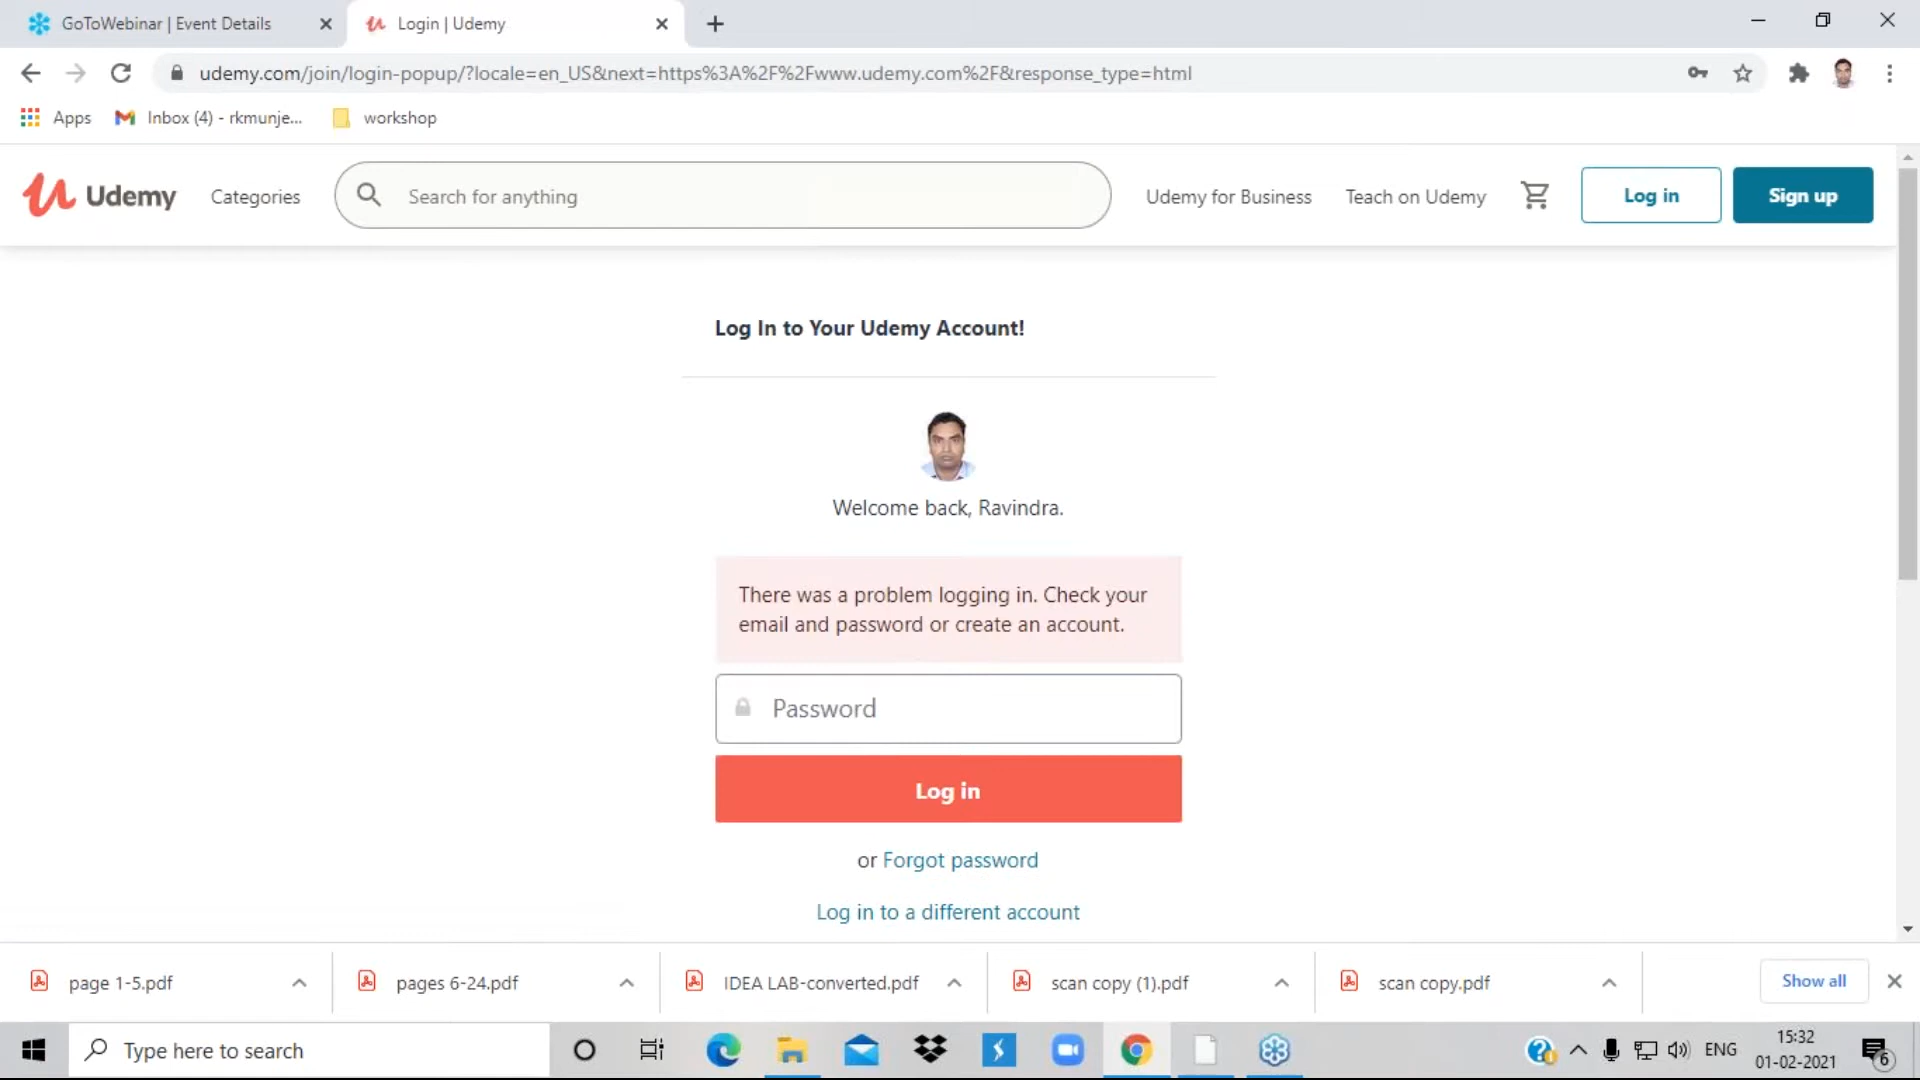 GoToWebinar | Event Details
Login | Udemy
udemy.com/join/login-popup/?locale=en_US&next=https%3A%2F%2Fwww.udemy.com%2F&response_type=html
Apps
Inbox (4) - rkmunje...
workshop
Udemy
Categories
Search for anything
Udemy for Business
Teach on Udemy
Log in
Sign up
Log In to Your Udemy Account!
Welcome back, Ravindra.
There was a problem logging in. Check your
email and password or create an account.
Password
Log in
or Forgot password
Log in to a different account
page 1-5.pdf
pages 6-24.pdf
IDEA LAB-converted.pdf
scan copy (1).pdf
scan copy.pdf
Show all
Type here to search
ENG
15:32
01-02-2021
6